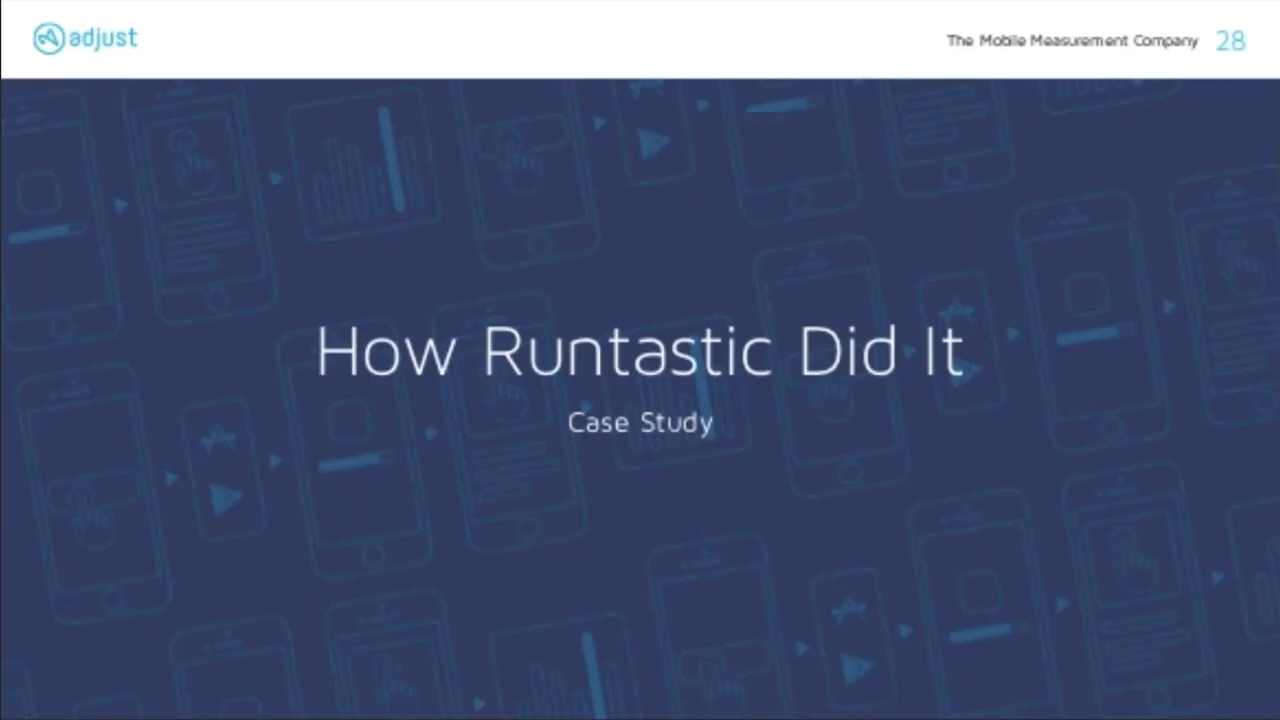 adjust
The Mobile Measurement Company 28
How Runtastic Did It
Case Study